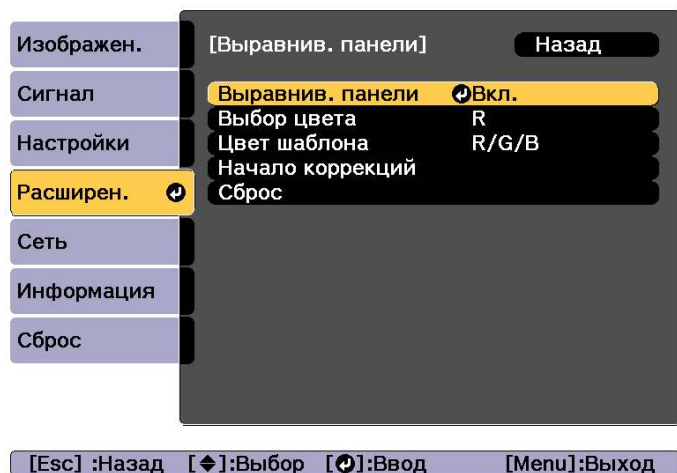 Изображен.
Сигнал
Настройки
Расширен.
Сеть
Информация
Сброс
[Выравнив. панели] Назад
Выравнив. панели Вкл.
Выбор цвета R
Цвет шаблона R/G/B
Начало коррекций
Сброс
[Esc] :Назад [◆]:Выбор [↵]:Ввод [Menu]:Выход